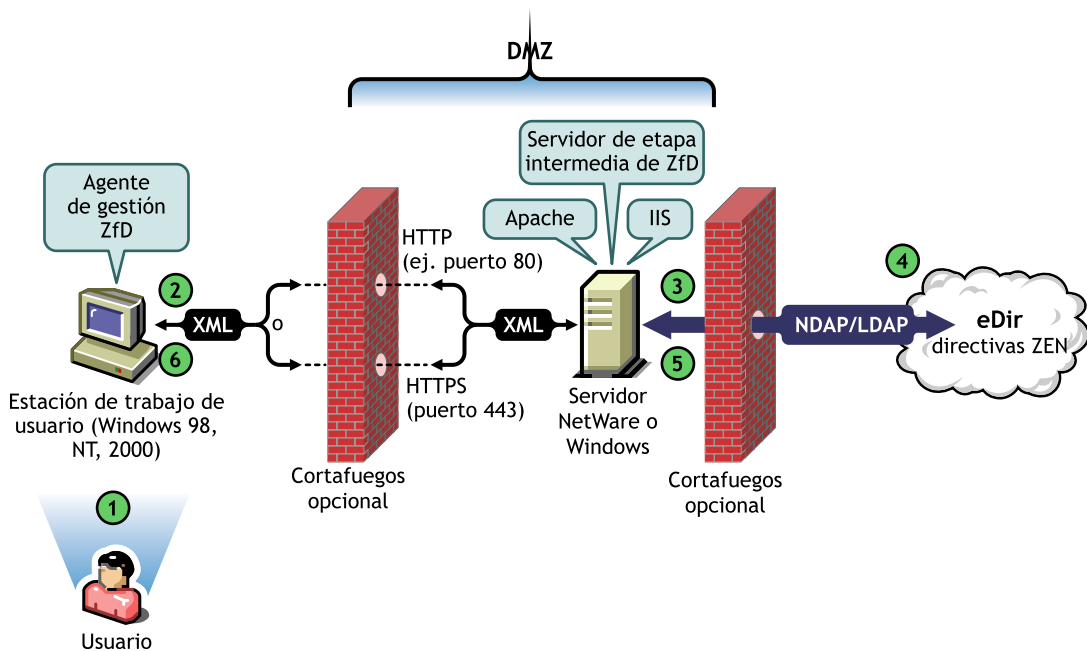 DMZ
Servidor de etapa
intermedia de ZfD
Agente
de gestión
ZfD
Apache
IIS
HTTP
(ej. puerto 80)
2
3
4
XML
o
XML
NDAP/LDAP
eDir
directivas ZEN
6
5
HTTPS
(puerto 443)
Estación de trabajo de
usuario (Windows 98,
NT, 2000)
Servidor
NetWare o
Windows
Cortafuegos
opcional
Cortafuegos
opcional
1
Usuario